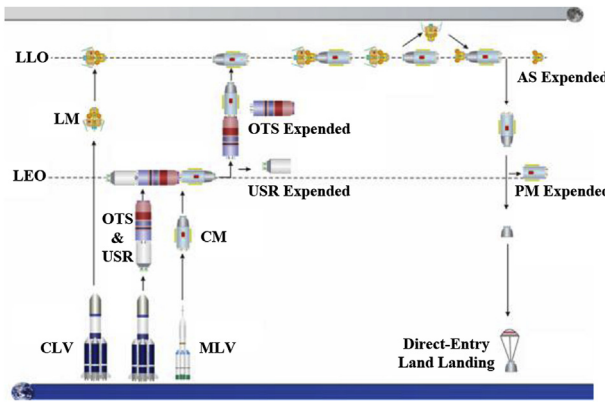 LLO
AS Expended
LM
OTS Expended
LEO
USR Expended
PM Expended
OTS
&
USR
CM
CLV
MLV
Direct-Entry
Land Landing